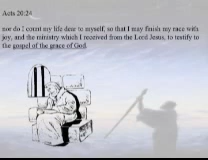 Acts 20:24
nor do I count my life dear to myself, so that I may finish my race with
joy, and the ministry which I received from the Lord Jesus, to testify to
the gospel of the grace of God.